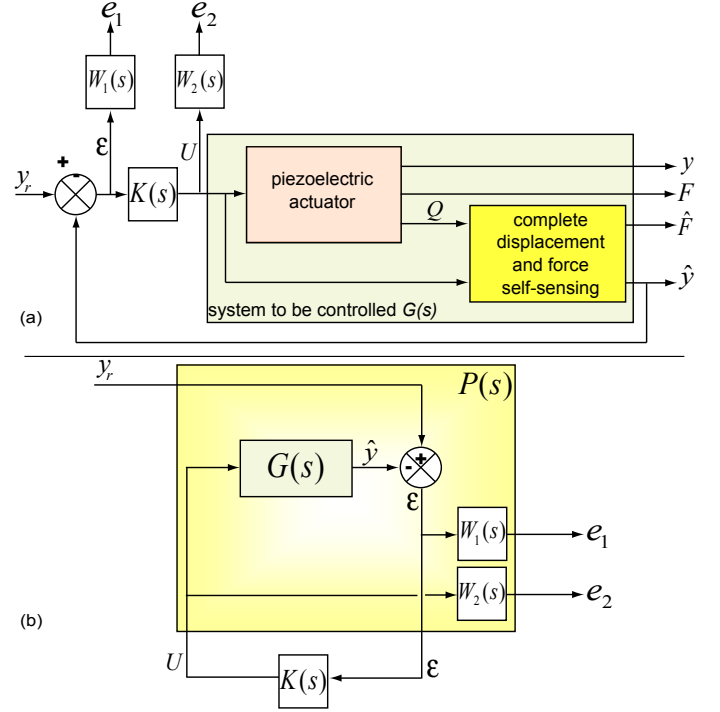 e₁
e₂
W₁(s)
W₂(s)
ε
U
+
-
yᵣ
K(s)
piezoelectric
actuator
y
F
Q
complete
displacement
and force
self-sensing
F̂
ŷ
system to be controlled G(s)
(a)
yᵣ
P(s)
G(s)
ŷ
+
-
ε
W₁(s)
e₁
W₂(s)
e₂
(b)
U
K(s)
ε